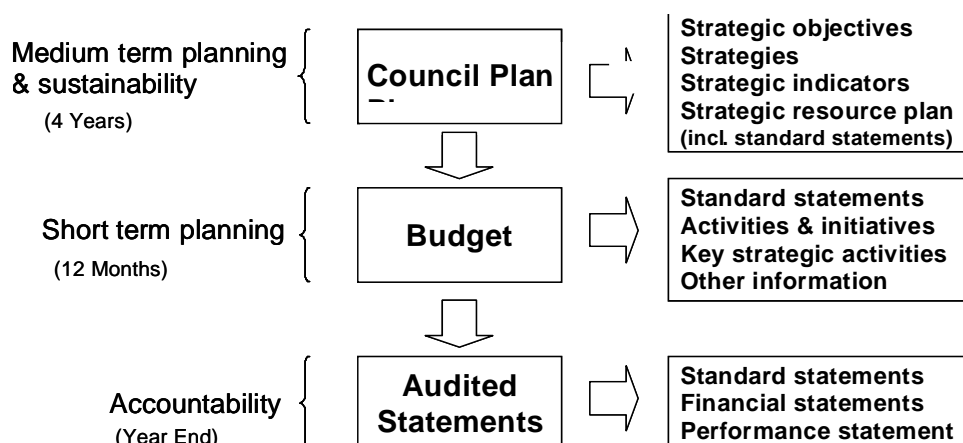 Medium term planning
& sustainability
(4 Years)
Council Plan
Strategic objectives
Strategies
Strategic indicators
Strategic resource plan
(incl. standard statements)
Short term planning
(12 Months)
Budget
Standard statements
Activities & initiatives
Key strategic activities
Other information
Accountability
(Year End)
Audited
Statements
Standard statements
Financial statements
Performance statement